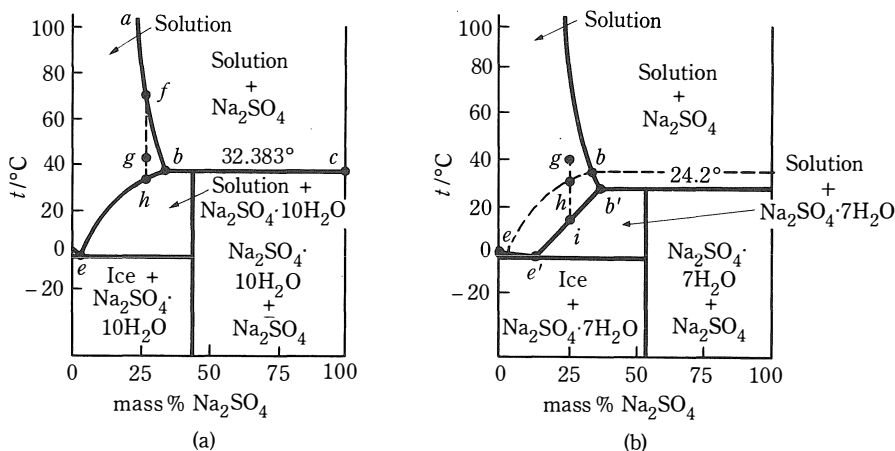 a
Solution
100
80
60
40
20
0
−20
t/°C
Solution
+
Na₂SO₄
f
g
b
32.383°
c
h
Solution +
Na₂SO₄·10H₂O
e
Ice +
Na₂SO₄·
10H₂O
Na₂SO₄·
10H₂O
+
Na₂SO₄
0
25
50
75
100
mass % Na₂SO₄
(a)
Solution
100
80
60
40
20
0
−20
t/°C
Solution
+
Na₂SO₄
g
b
24.2°
Solution
+
Na₂SO₄·7H₂O
h
b′
i
e
e′
Ice
+
Na₂SO₄·7H₂O
Na₂SO₄·
7H₂O
+
Na₂SO₄
0
25
50
75
100
mass % Na₂SO₄
(b)